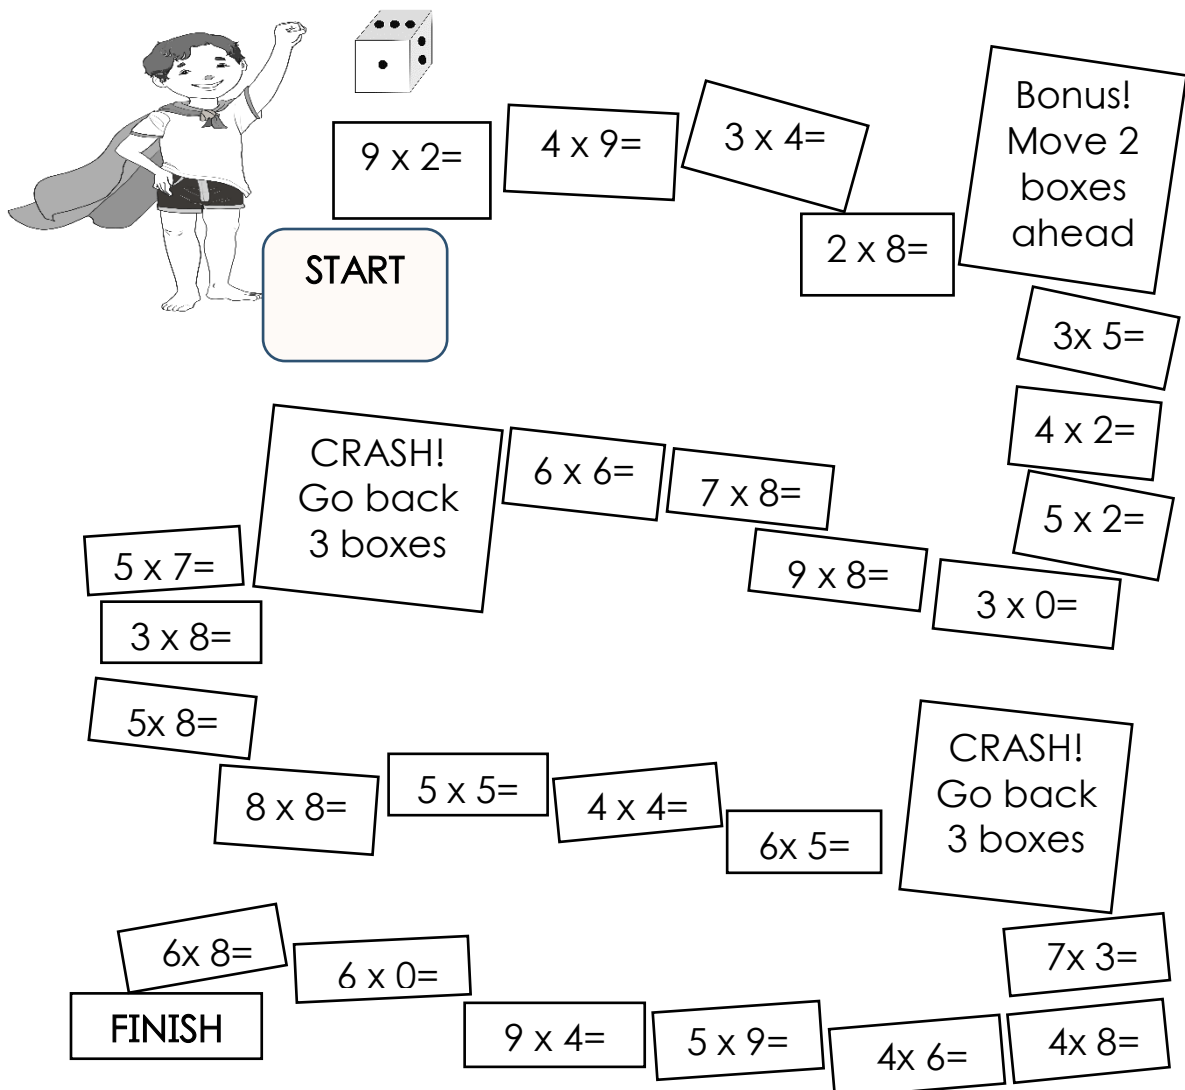 START
9 x 2=
4 x 9=
3 x 4=
2 x 8=
Bonus!
Move 2
boxes
ahead
3x 5=
4 x 2=
5 x 2=
3 x 0=
9 x 8=
7 x 8=
6 x 6=
CRASH!
Go back
3 boxes
5 x 7=
3 x 8=
5x 8=
8 x 8=
5 x 5=
4 x 4=
6x 5=
CRASH!
Go back
3 boxes
7x 3=
4x 8=
4x 6=
5 x 9=
9 x 4=
6 x 0=
6x 8=
FINISH